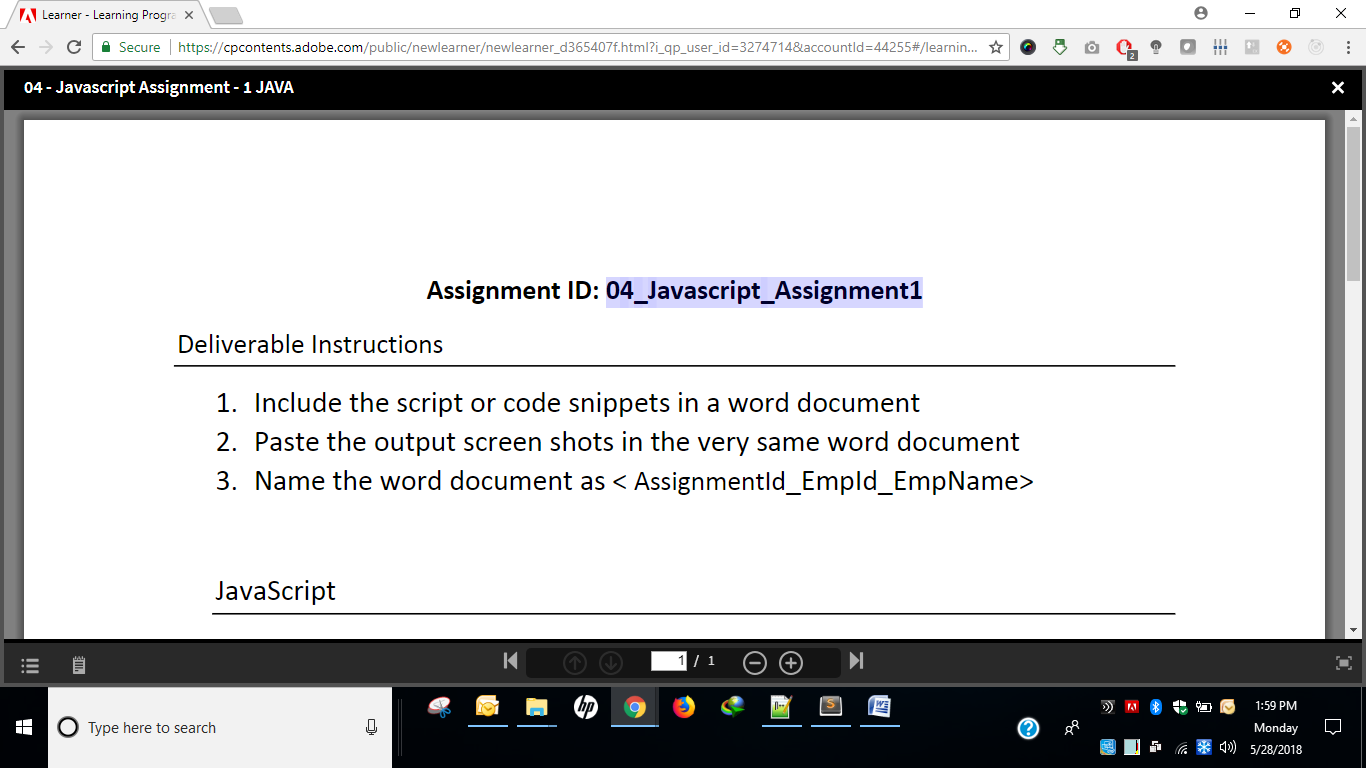 Learner - Learning Progra
Secure
https://cpcontents.adobe.com/public/newlearner/newlearner_d365407f.html?i_qp_user_id=3274714&accountId=44255#/learnin...
2
04 - Javascript Assignment - 1 JAVA
Assignment ID: 04_Javascript_Assignment1
Deliverable Instructions
1. Include the script or code snippets in a word document
2. Paste the output screen shots in the very same word document
3. Name the word document as < AssignmentId_EmpId_EmpName>
JavaScript
1 / 1
Type here to search
1:59 PM
Monday
5/28/2018